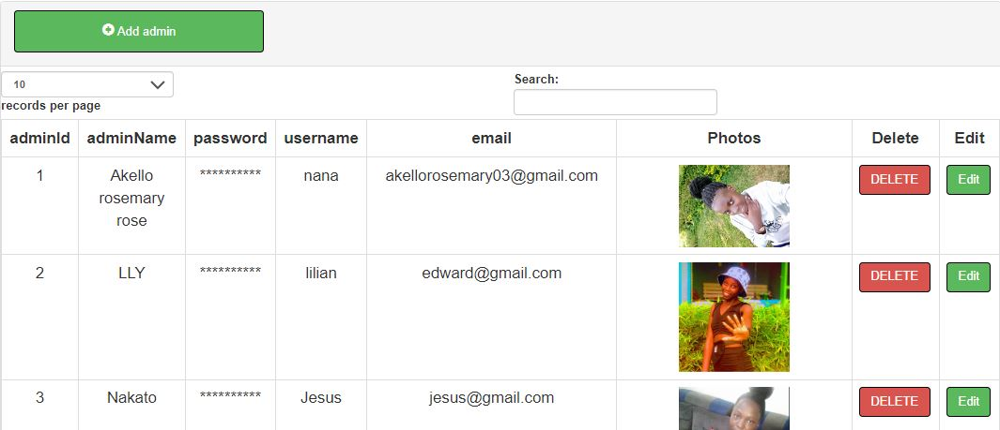 Add admin
10
records per page
Search:
adminId adminName password username email Photos Delete Edit
1 Akello ********** nana akellorosemary03@gmail.com DELETE Edit
rosemary
rose
2 LLY ********** lilian edward@gmail.com DELETE Edit
3 Nakato ********** Jesus jesus@gmail.com DELETE Edit